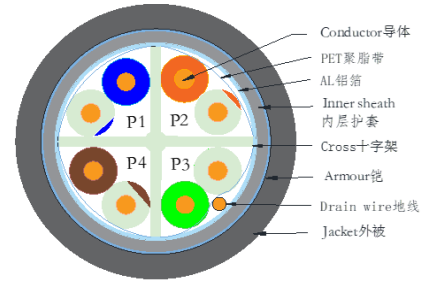 Conductor导体
PET聚脂带
AL铝箔
Inner sheath
内层护套
Cross十字架
Armour铠
Drain wire地线
Jacket外被
P1
P2
P4
P3